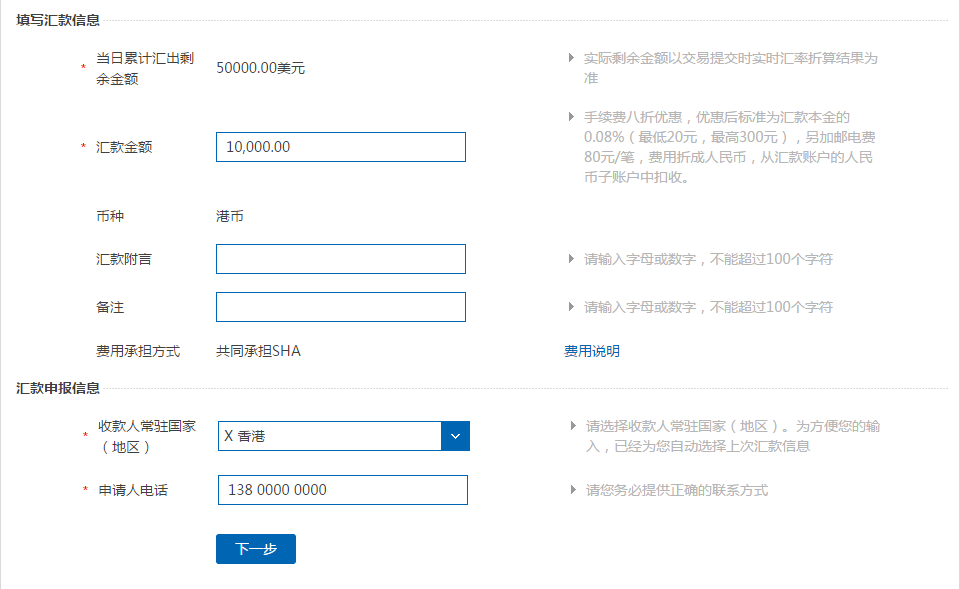 填写汇款信息
* 当日累计汇出剩
余金额
50000.00美元
实际剩余金额以交易提交时实时汇率折算结果为
准
* 汇款金额
10,000.00
手续费八折优惠，优惠后标准为汇款本金的
0.08%（最低20元，最高300元），另加邮电费
80元/笔，费用折成人民币，从汇款账户的人民
币子账户中扣收。
币种
港币
汇款附言
请输入字母或数字，不能超过100个字符
备注
请输入字母或数字，不能超过100个字符
费用承担方式
共同承担SHA
费用说明
汇款申报信息
* 收款人常驻国家
（地区）
X 香港
请选择收款人常驻国家（地区）。为方便您的输
入，已经为您自动选择上次汇款信息
* 申请人电话
138 0000 0000
请您务必提供正确的联系方式
下一步